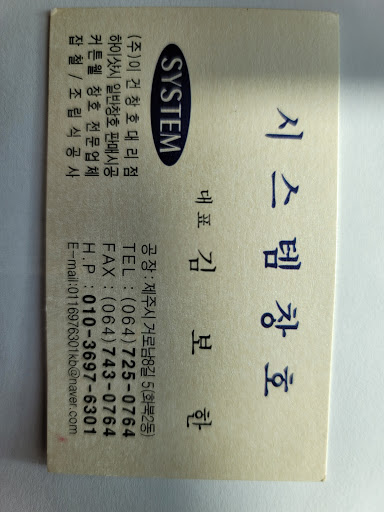 (주)이건창호대리점
하이샷시 일반창호 판매시공
커튼월 창호 전문업체
잡철/조립식공사
SYSTEM
시스템창호
대표 김보한
공장 : 제주시 거로남8길 5(화북2동)
TEL : (064)725-0764
FAX : (064)743-0764
H.P : 010-3697-6301
E-mail:0116976301kb@naver.com